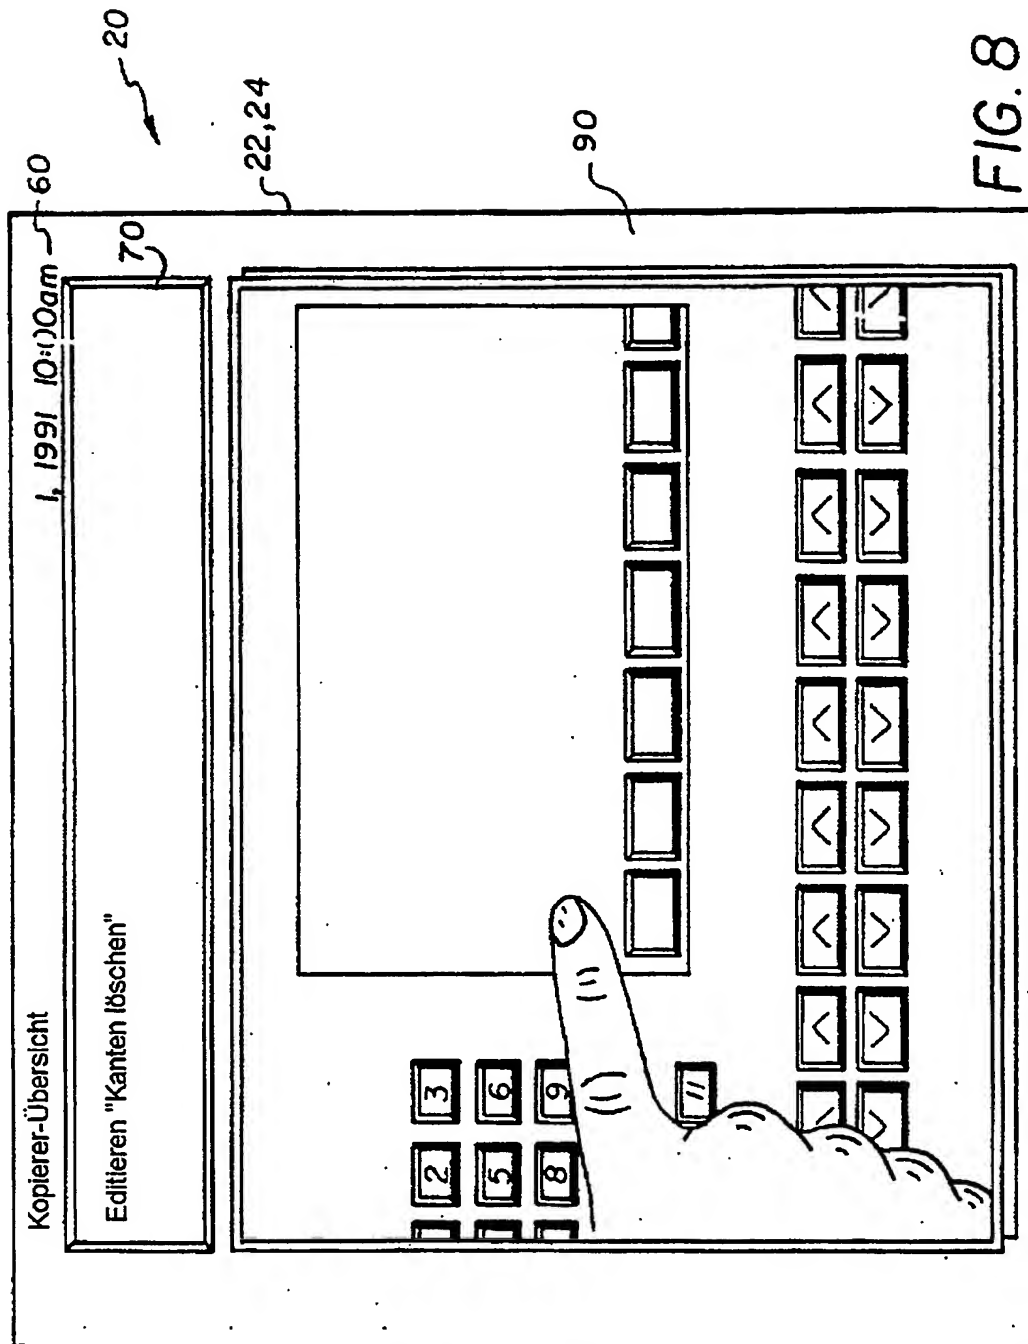 Kopierer-Übersicht
1, 1991 10:00am
60
20
Editieren "Kanten löschen"
70
22,24
90
2 3
5 6
8 9
11
FIG. 8